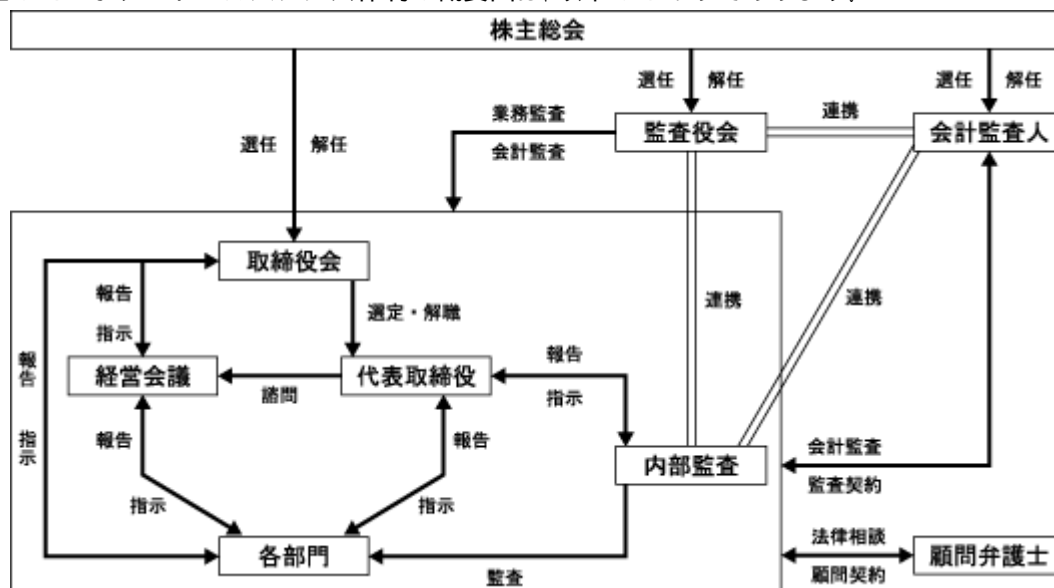 株主総会
選任 解任
選任 解任
連携
業務監査
監査役会
会計監査人
会計監査
選任 解任
取締役会
報告
選定・解職
連携
連携
指示
報告
報告
経営会議
代表取締役
諮問
指示
指示
報告
報告
会計監査
内部監査
監査契約
指示
指示
法律相談
各部門
顧問弁護士
監査
顧問契約